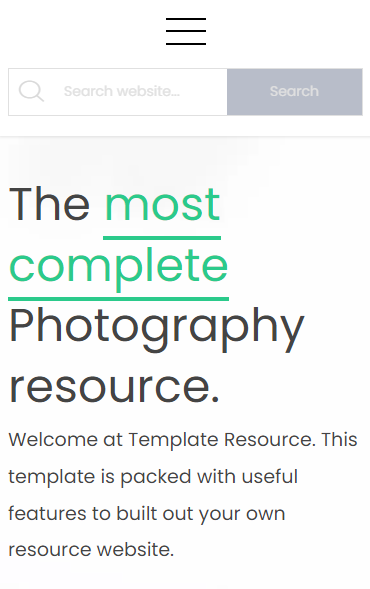 Search website...
Search
The most
complete
Photography
resource.
Welcome at Template Resource. This
template is packed with useful
features to built out your own
resource website.